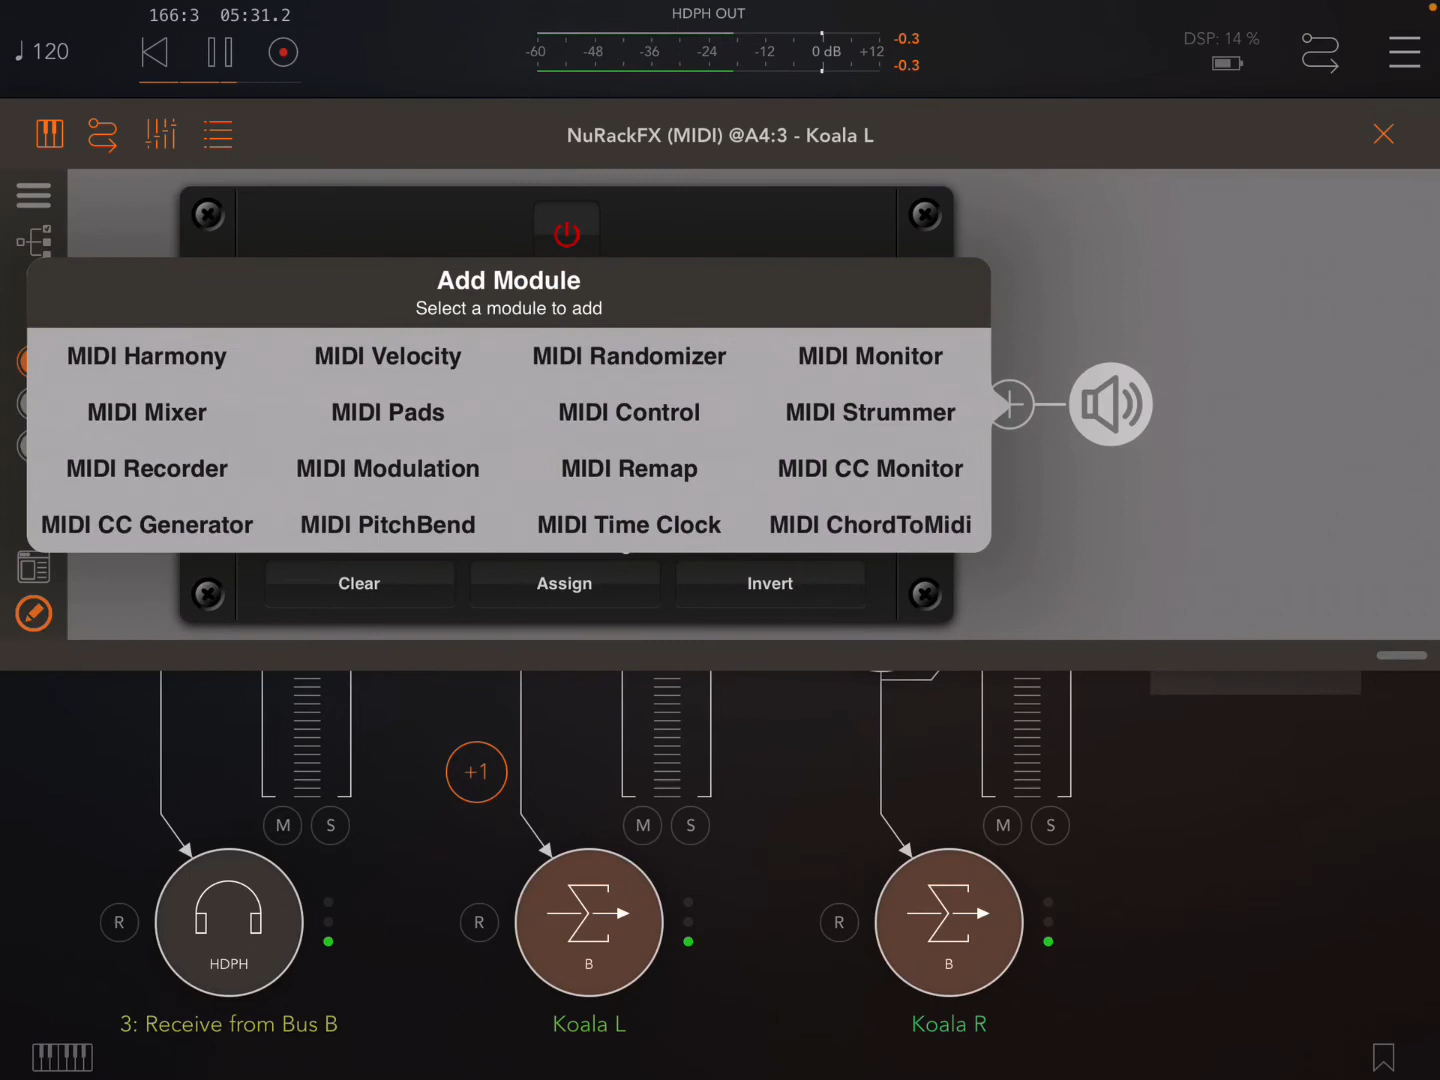 166:3 05:31.2
HDPH OUT
♩ 120
-60 -48 -36 -24 -12 0 dB +12
-0.3
-0.3
DSP: 14 %
NuRackFX (MIDI) @A4:3 - Koala L
Add Module
Select a module to add
MIDI Harmony MIDI Velocity MIDI Randomizer MIDI Monitor
MIDI Mixer MIDI Pads MIDI Control MIDI Strummer
MIDI Recorder MIDI Modulation MIDI Remap MIDI CC Monitor
MIDI CC Generator MIDI PitchBend MIDI Time Clock MIDI ChordToMidi
Clear Assign Invert
+1
M S M S M S
R R R
HDPH B B
3: Receive from Bus B Koala L Koala R